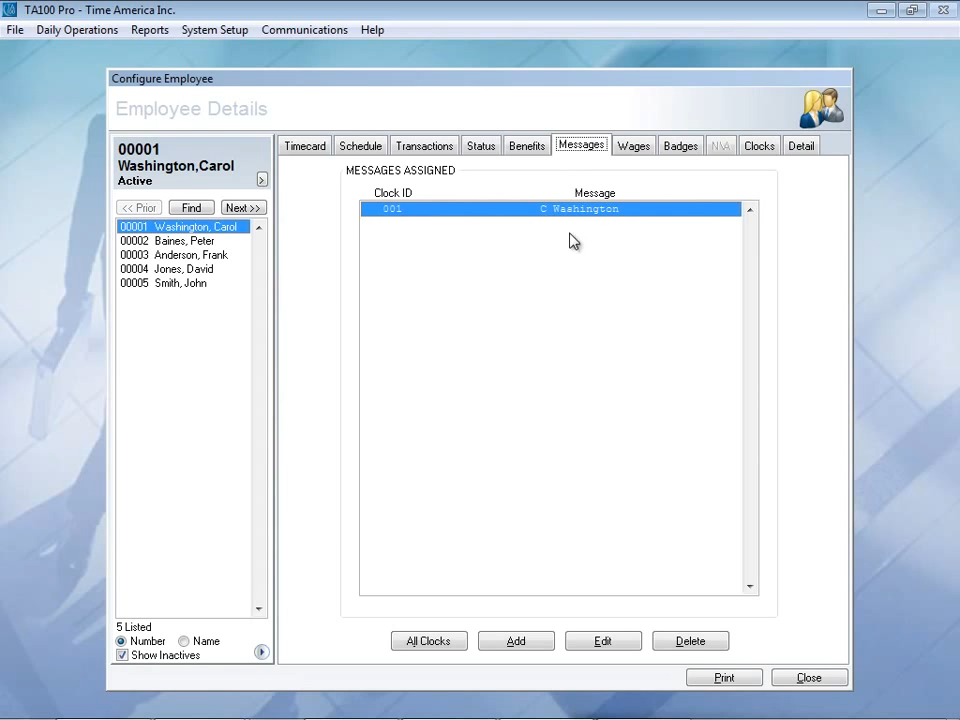 TA100 Pro - Time America Inc.
File Daily Operations Reports System Setup Communications Help
Configure Employee
Employee Details
00001
Washington,Carol
Active
>
<< Prior Find Next >>
00001 Washington, Carol
00002 Baines, Peter
00003 Anderson, Frank
00004 Jones, David
00005 Smith, John
5 Listed
Number Name
Show Inactives
Timecard Schedule Transactions Status Benefits Messages Wages Badges N\A Clocks Detail
MESSAGES ASSIGNED
Clock ID Message
001 C Washington
All Clocks Add Edit Delete
Print Close